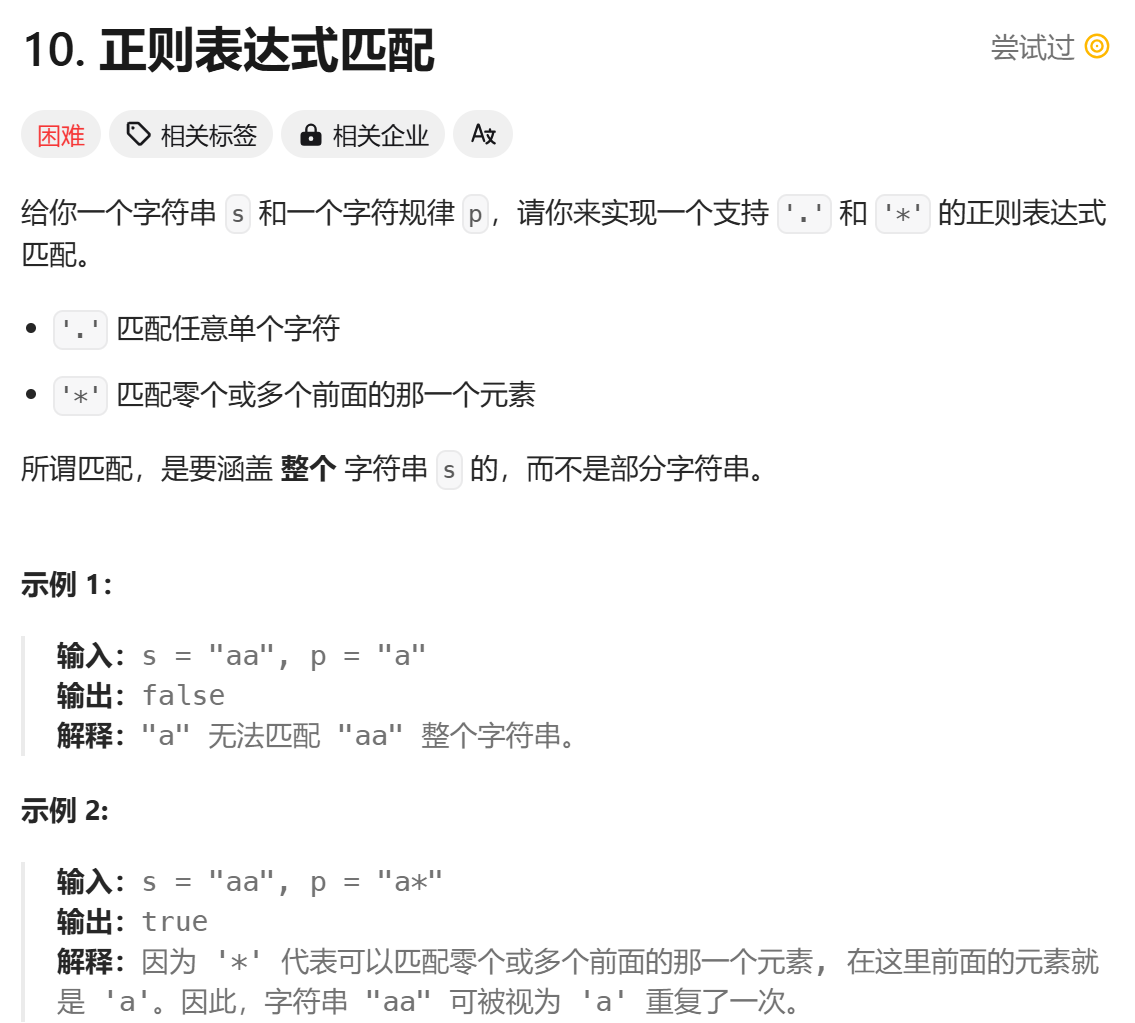 10. 正则表达式匹配
尝试过
困难
相关标签
相关企业
给你一个字符串 s 和一个字符规律 p，请你来实现一个支持 '.' 和 '*' 的正则表达式
匹配。
'.' 匹配任意单个字符
'*' 匹配零个或多个前面的那一个元素
所谓匹配，是要涵盖 整个 字符串 s 的，而不是部分字符串。
示例 1：
输入：s = "aa", p = "a"
输出：false
解释："a" 无法匹配 "aa" 整个字符串。
示例 2:
输入：s = "aa", p = "a*"
输出：true
解释：因为 '*' 代表可以匹配零个或多个前面的那一个元素, 在这里前面的元素就
是 'a'。因此，字符串 "aa" 可被视为 'a' 重复了一次。